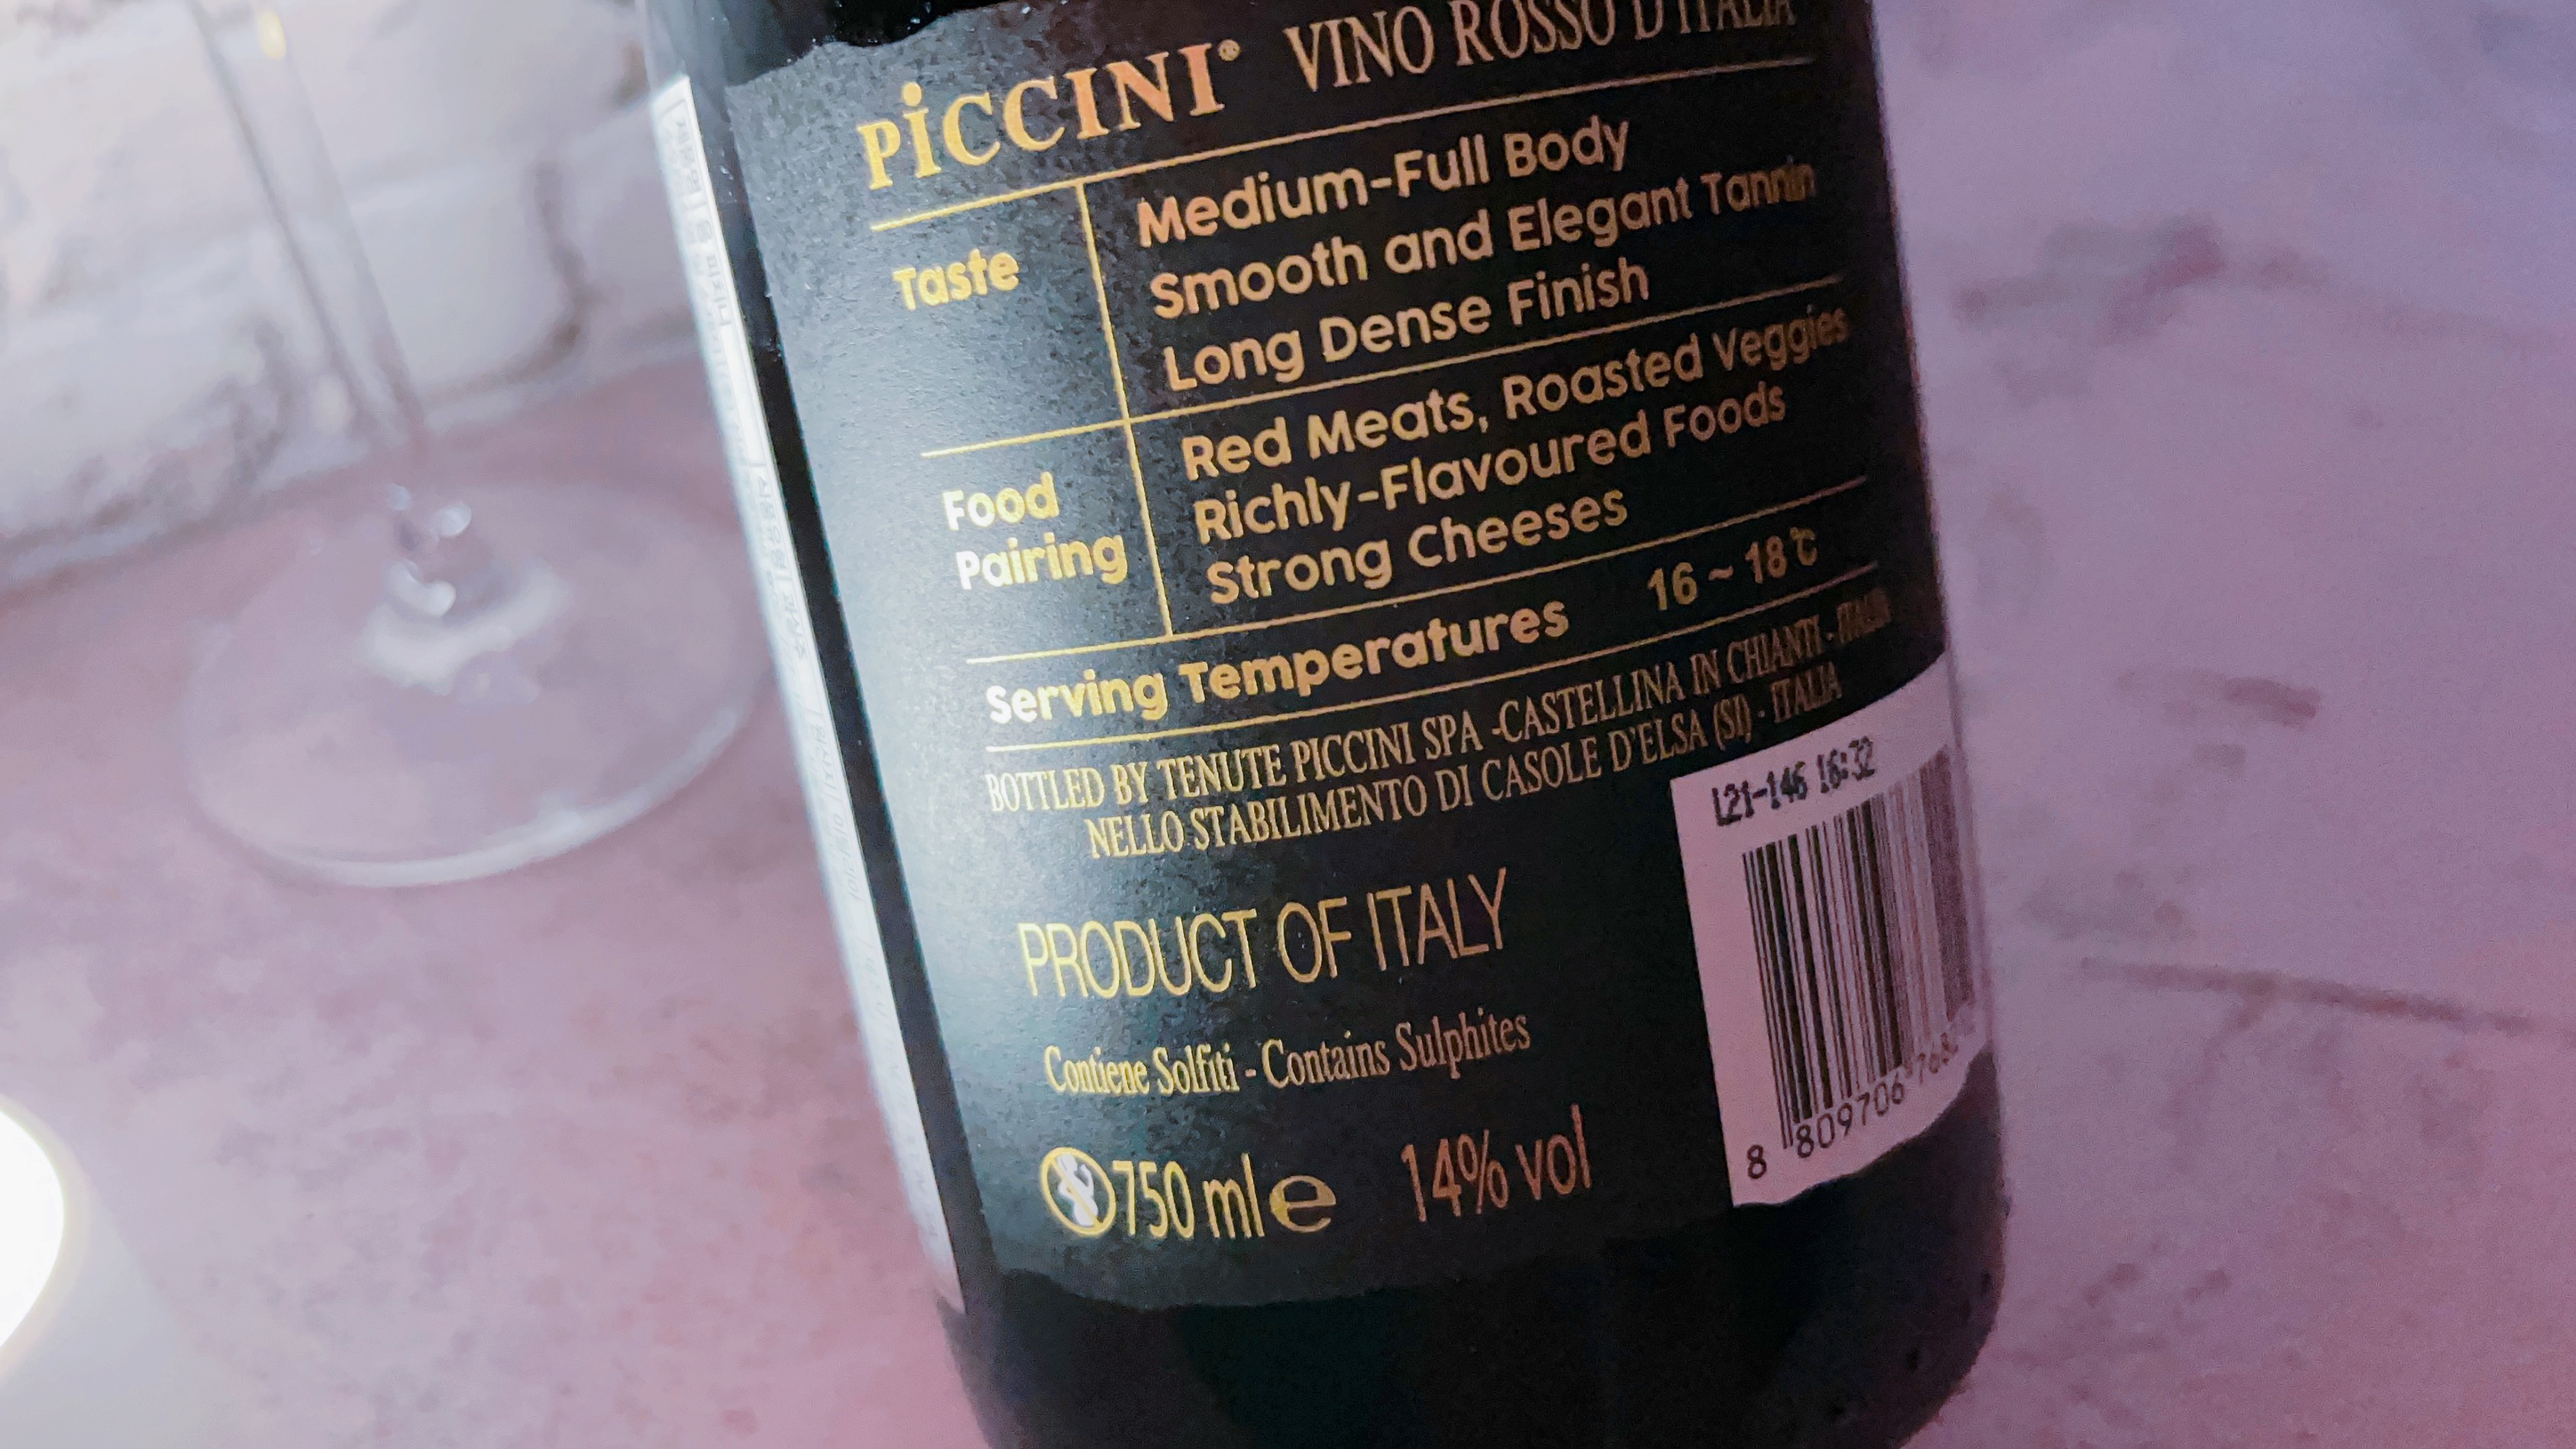 PiCCINI® VINO ROSSO D'ITALIA
Taste
Medium-Full Body
Smooth and Elegant Tannin
Long Dense Finish
Food
Pairing
Red Meats, Roasted Veggies
Richly-Flavoured Foods
Strong Cheeses
Serving Temperatures 16 ~ 18℃
BOTTLED BY TENUTE PICCINI SPA -CASTELLINA IN CHIANTI - ITALIA
NELLO STABILIMENTO DI CASOLE D'ELSA (SI) - ITALIA
L21-146 16:32
PRODUCT OF ITALY
Contiene Solfiti - Contains Sulphites
8 809706
750 ml e 14% vol